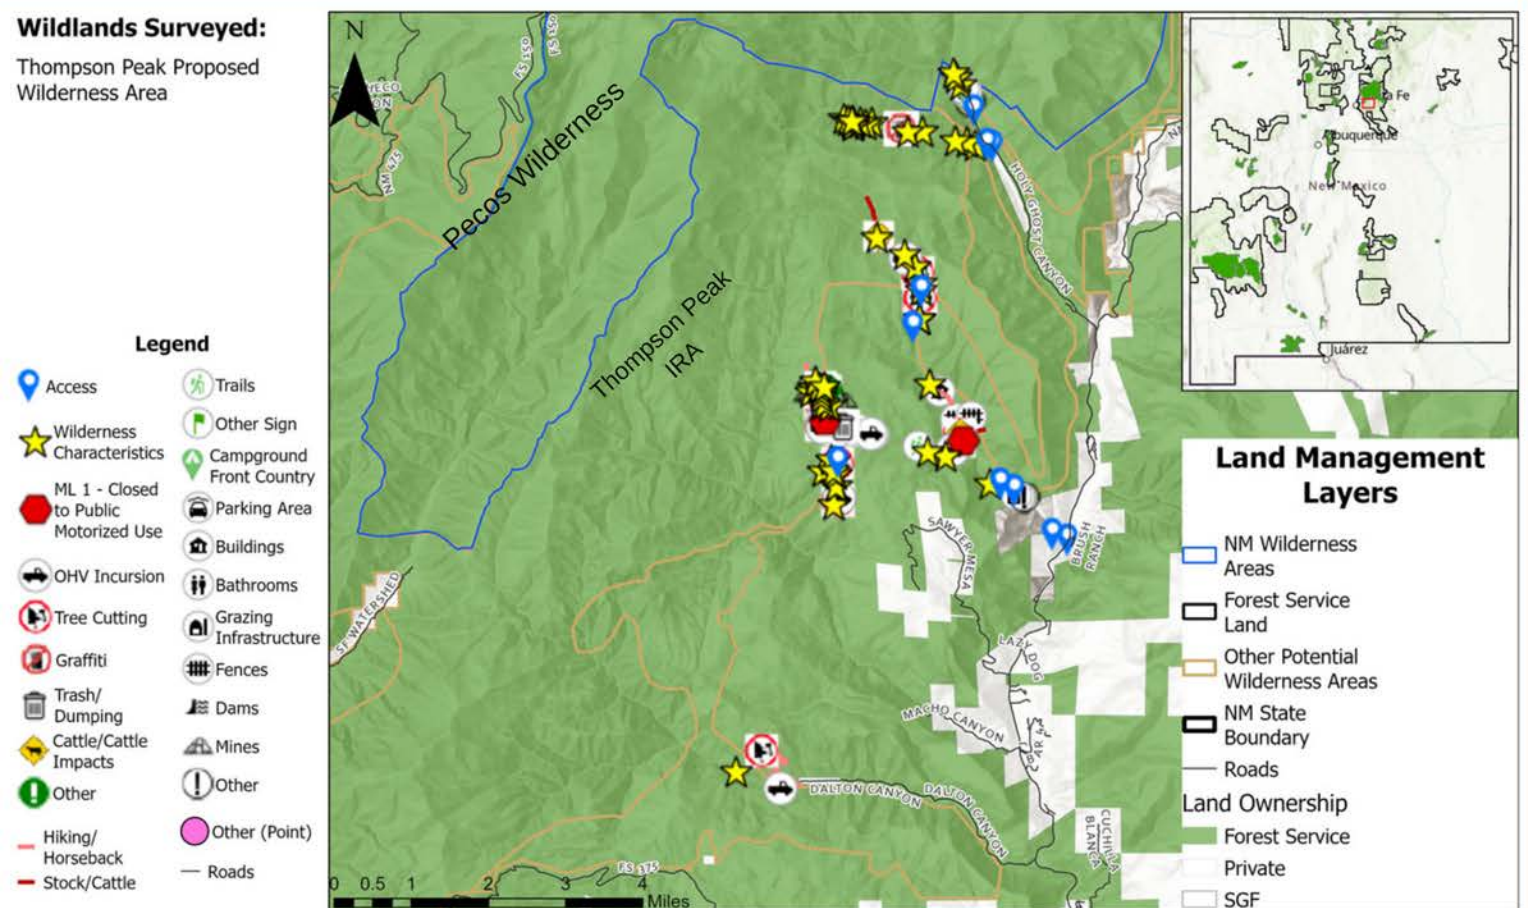 Wildlands Surveyed:
Thompson Peak Proposed
Wilderness Area
Legend
Access
Wilderness
Characteristics
ML 1 - Closed
to Public
Motorized Use
OHV Incursion
Tree Cutting
Graffiti
Trash/
Dumping
Cattle/Cattle
Impacts
Other
Hiking/
Horseback
Stock/Cattle
Trails
Other Sign
Campground
Front Country
Parking Area
Buildings
Bathrooms
Grazing
Infrastructure
Fences
Dams
Mines
Other
Other (Point)
Roads
N
FS 150
NM 475
Pecos Wilderness
Thompson Peak
IRA
HOLY GHOST CANYON
SF WATERSHED
SAWYER MESA
BRUSH
RANCH
LAZY DOG
MACHO CANYON
DALTON CANYON
DALTON CANYON
CUCHILLA
BLANCA
FS 375
0 0.5 1 2 3 4
Miles
Albuquerque
New Mexico
Juárez
Land Management
Layers
NM Wilderness
Areas
Forest Service
Land
Other Potential
Wilderness Areas
NM State
Boundary
Roads
Land Ownership
Forest Service
Private
SGF